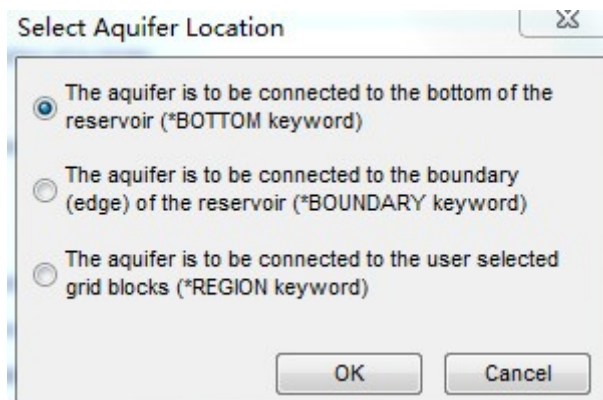 Select Aquifer Location
The aquifer is to be connected to the bottom of the
reservoir (*BOTTOM keyword)
The aquifer is to be connected to the boundary
(edge) of the reservoir (*BOUNDARY keyword)
The aquifer is to be connected to the user selected
grid blocks (*REGION keyword)
OK
Cancel